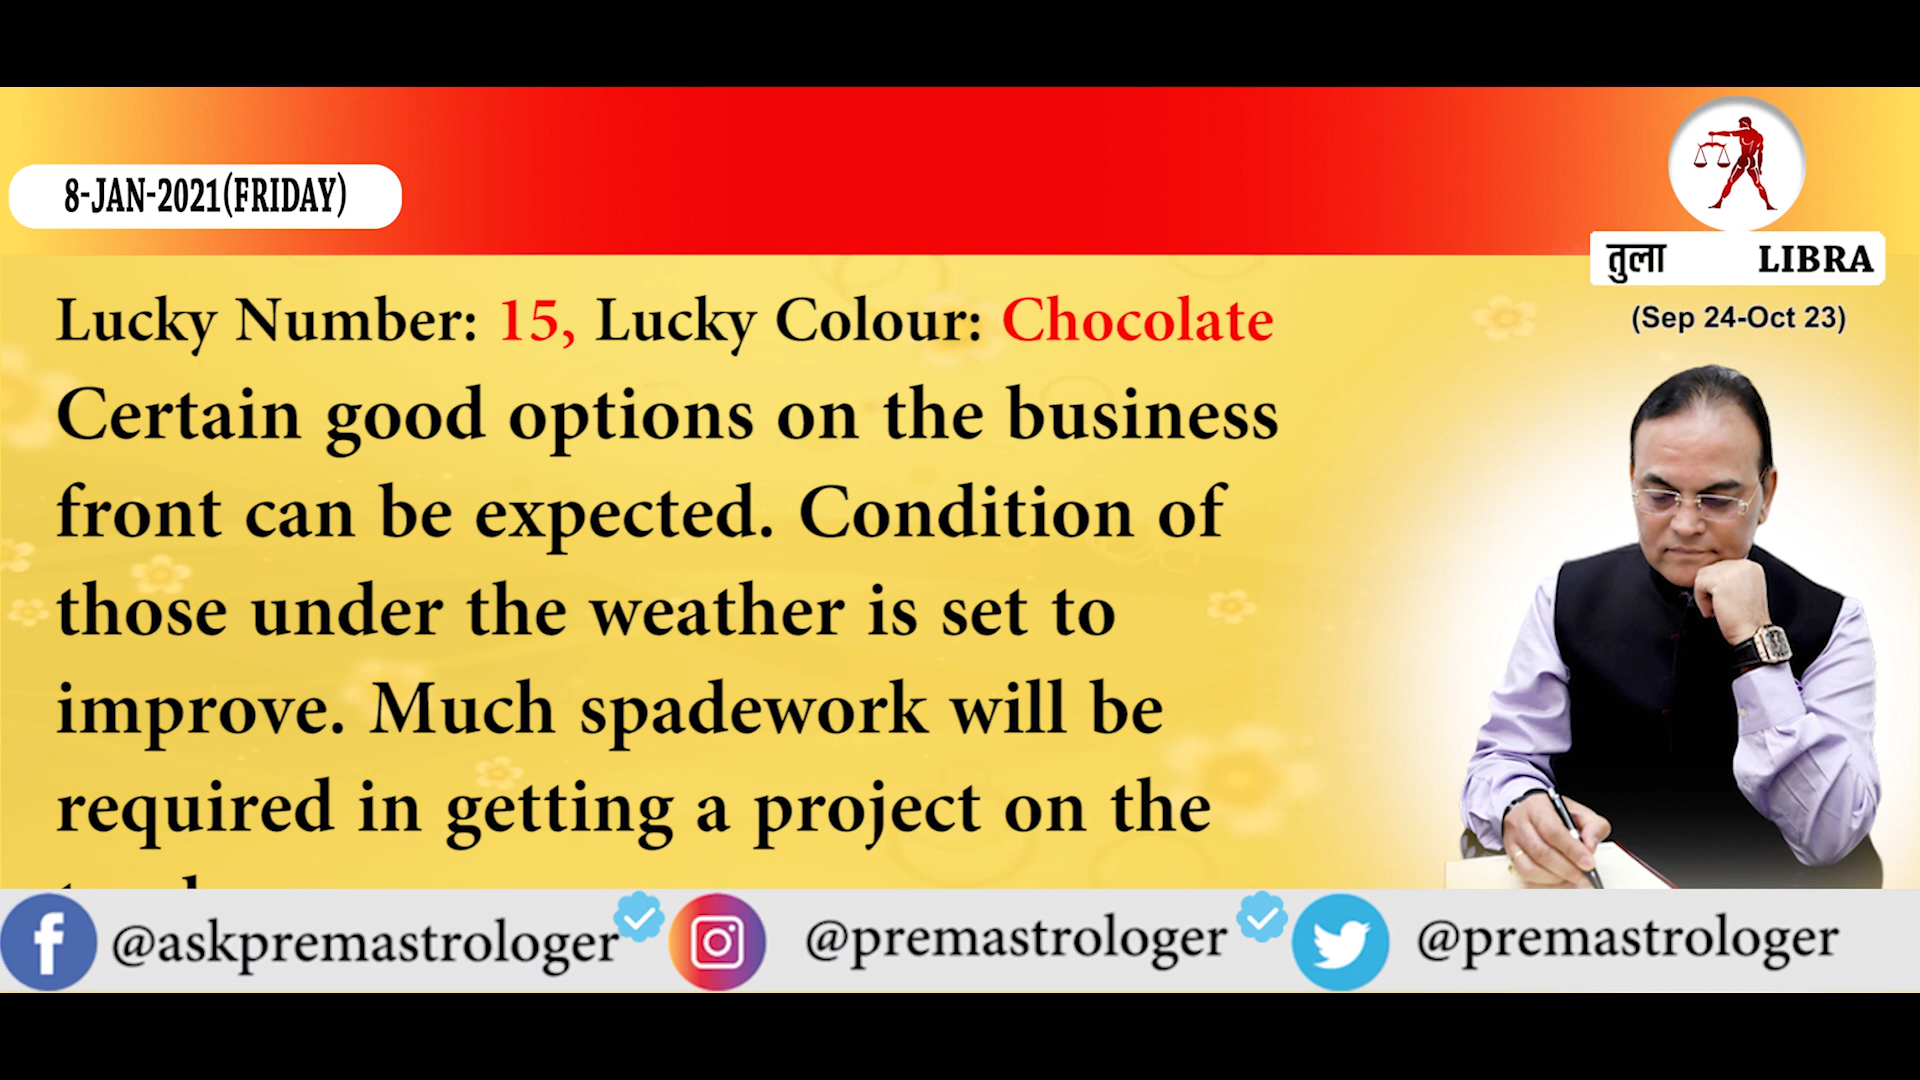 8-JAN-2021(FRIDAY)
तुला LIBRA
(Sep 24-Oct 23)
Lucky Number: 15, Lucky Colour: Chocolate
Certain good options on the business
front can be expected. Condition of
those under the weather is set to
improve. Much spadework will be
required in getting a project on the
@askpremastrologer @premastrologer @premastrologer